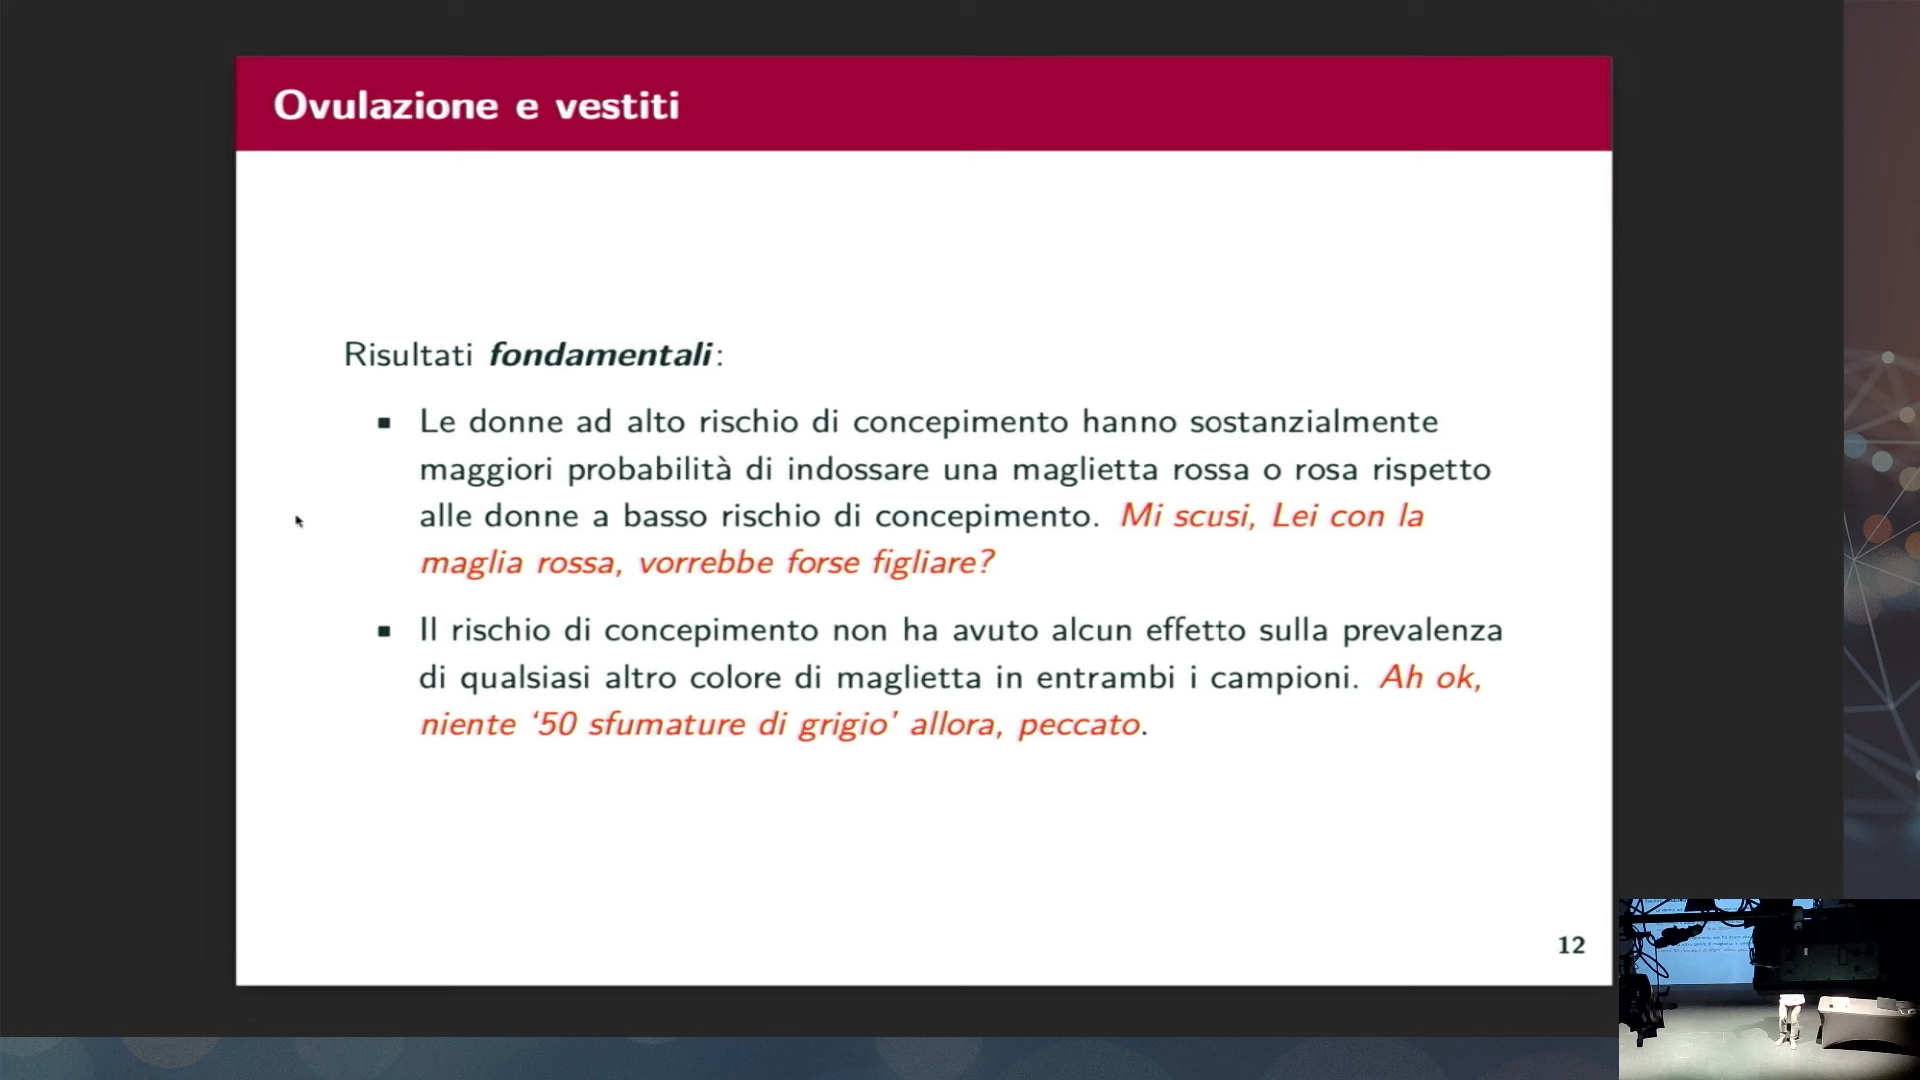 Ovulazione e vestiti
Risultati fondamentali:
▪ Le donne ad alto rischio di concepimento hanno sostanzialmente
maggiori probabilità di indossare una maglietta rossa o rosa rispetto
alle donne a basso rischio di concepimento. Mi scusi, Lei con la
maglia rossa, vorrebbe forse figliare?
▪ Il rischio di concepimento non ha avuto alcun effetto sulla prevalenza
di qualsiasi altro colore di maglietta in entrambi i campioni. Ah ok,
niente ‘50 sfumature di grigio’ allora, peccato.
12